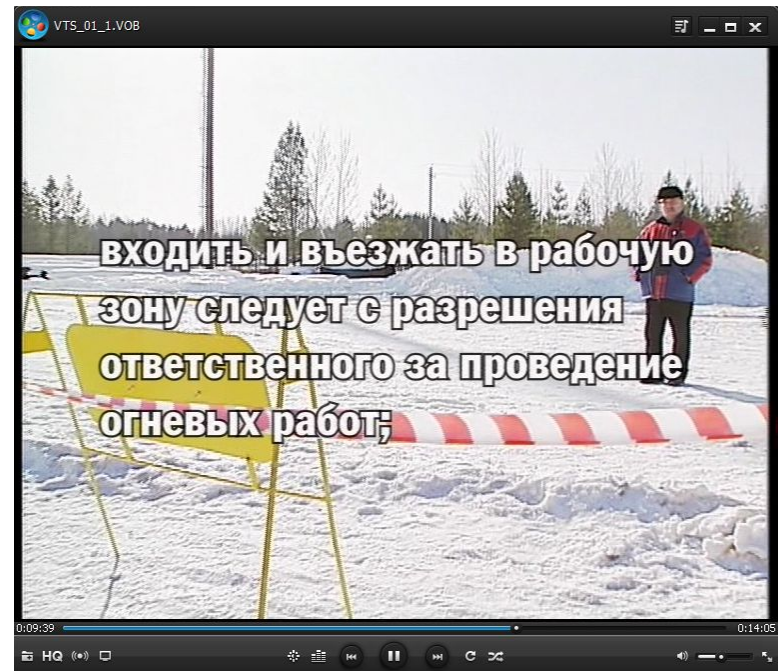 VTS_01_1.VOB
входить и въезжать в рабочую
зону следует с разрешения
ответственного за проведение
огневых работ;
0:09:39
0:14:05
HQ